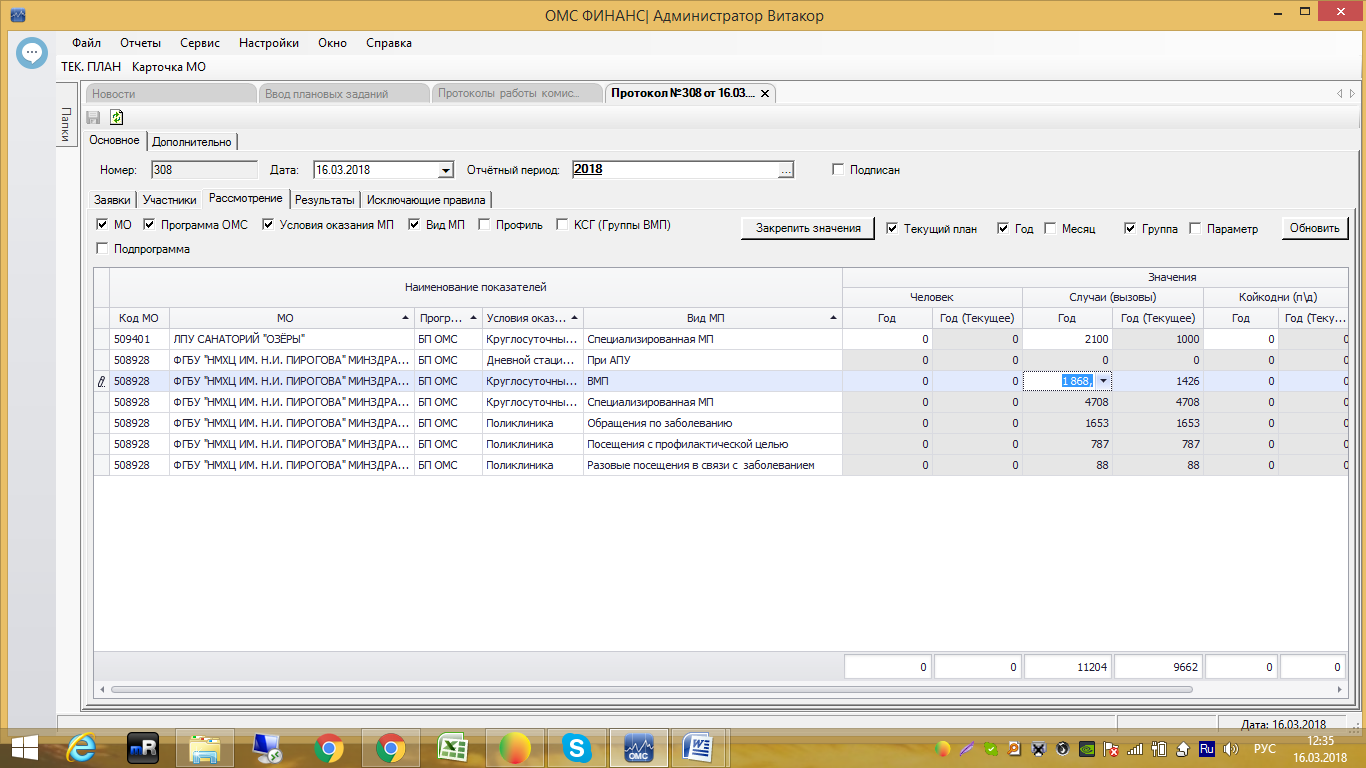 ОМС ФИНАНС| Администратор Витакор
Файл Отчеты Сервис Настройки Окно Справка
ТЕК. ПЛАН Карточка МО
Папки
Новости Ввод плановых заданий Протоколы работы комис... Протокол №308 от 16.03....
Основное Дополнительно
Номер: 308 Дата: 16.03.2018 Отчётный период: 2018 ... Подписан
Заявки Участники Рассмотрение Результаты Исключающие правила
МО Программа ОМС Условия оказания МП Вид МП Профиль КСГ (Группы ВМП) Закрепить значения Текущий план Год Месяц Группа Параметр Обновить
Подпрограмма
Наименование показателей Значения
Человек Случаи (вызовы) Койкодни (п\д)
Код МО МО Прогр... Условия оказ... Вид МП Год Год (Текущее) Год Год (Текущее) Год Год (Теку...
509401 ЛПУ САНАТОРИЙ "ОЗЁРЫ" БП ОМС Круглосуточны... Специализированная МП 0 0 2100 1000 0 0
508928 ФГБУ "НМХЦ ИМ. Н.И. ПИРОГОВА" МИНЗДРА... БП ОМС Дневной стаци... При АПУ 0 0 0 0 0 0
508928 ФГБУ "НМХЦ ИМ. Н.И. ПИРОГОВА" МИНЗДРА... БП ОМС Круглосуточны... ВМП 0 0 1 868, 1426 0 0
508928 ФГБУ "НМХЦ ИМ. Н.И. ПИРОГОВА" МИНЗДРА... БП ОМС Круглосуточны... Специализированная МП 0 0 4708 4708 0 0
508928 ФГБУ "НМХЦ ИМ. Н.И. ПИРОГОВА" МИНЗДРА... БП ОМС Поликлиника Обращения по заболеванию 0 0 1653 1653 0 0
508928 ФГБУ "НМХЦ ИМ. Н.И. ПИРОГОВА" МИНЗДРА... БП ОМС Поликлиника Посещения с профилактической целью 0 0 787 787 0 0
508928 ФГБУ "НМХЦ ИМ. Н.И. ПИРОГОВА" МИНЗДРА... БП ОМС Поликлиника Разовые посещения в связи с заболеванием 0 0 88 88 0 0
0 0 11204 9662 0 0
Дата: 16.03.2018
mR ОМС Ru РУС 12:35
16.03.2018